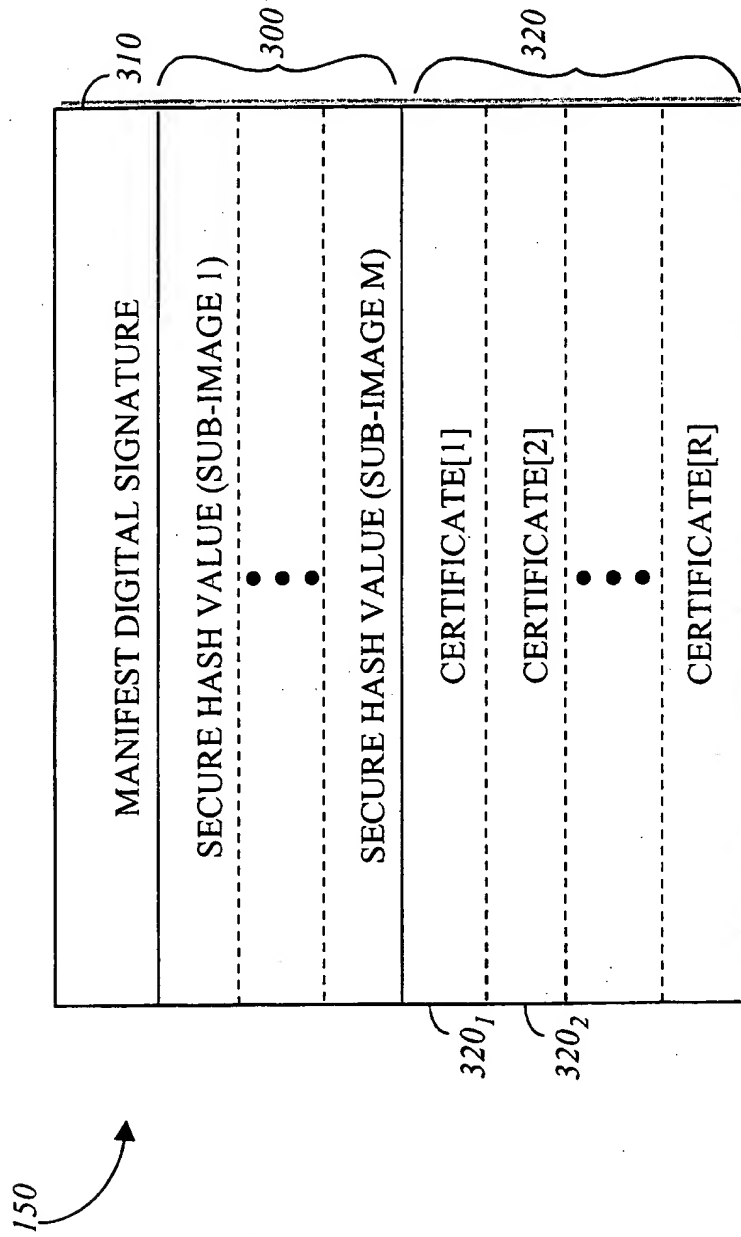 150
310
MANIFEST DIGITAL SIGNATURE
SECURE HASH VALUE (SUB-IMAGE 1)
300
SECURE HASH VALUE (SUB-IMAGE M)
320₁
CERTIFICATE[1]
320₂
CERTIFICATE[2]
320
CERTIFICATE[R]